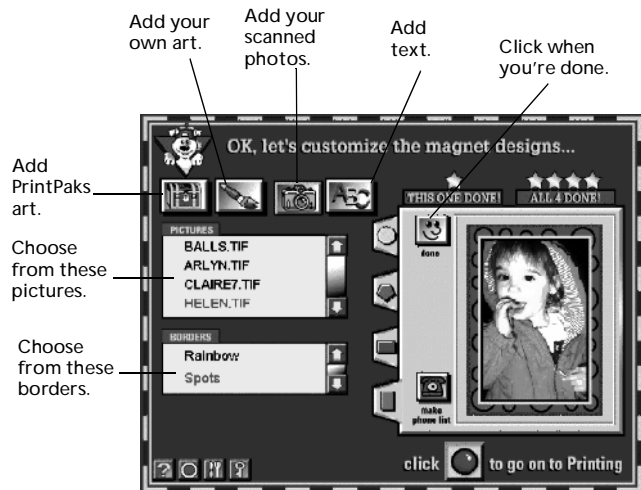 Add your
own art.
Add your
scanned
photos.
Add
text.
Click when
you're done.
OK, let's customize the magnet designs...
Add
PrintPaks
art.
ABC
THIS ONE DONE!
ALL 4 DONE!
PICTURES
BALLS.TIF
ARLYN.TIF
CLAIRE7.TIF
HELEN.TIF
done
Choose
from these
pictures.
BORDERS
Rainbow
Spots
Choose
from these
borders.
make
phone list
?
click
to go on to Printing